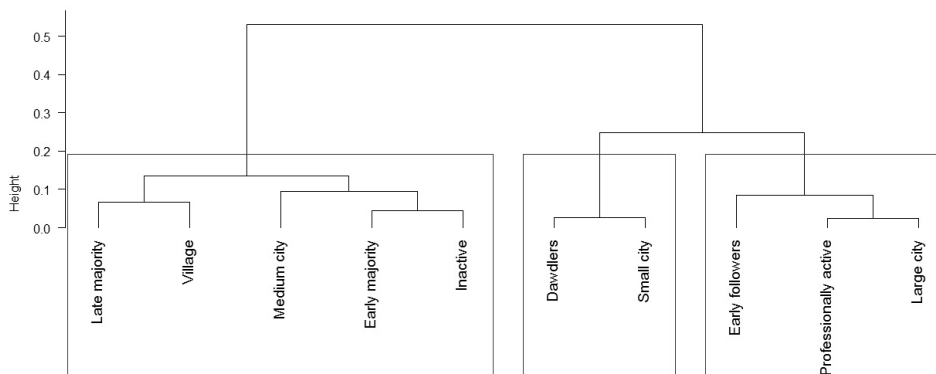 0.5
0.4
0.3
0.2
0.1
0.0
Height
Late majority
Village
Medium city
Early majority
Inactive
Dawdlers
Small city
Early followers
Professionally active
Large city